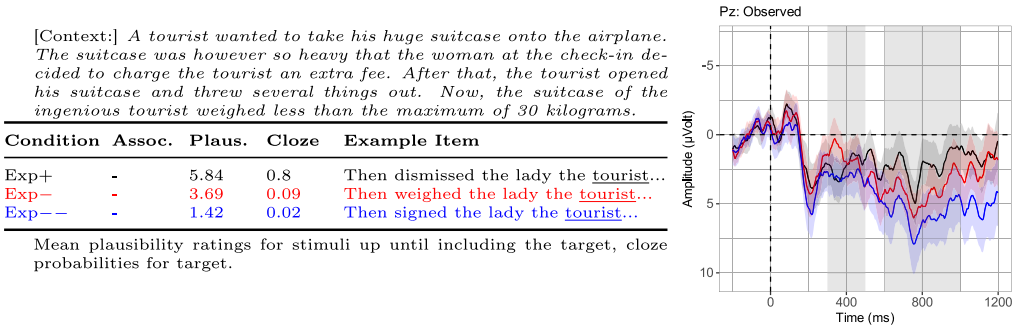 [Context:] A tourist wanted to take his huge suitcase onto the airplane.
The suitcase was however so heavy that the woman at the check-in de-
cided to charge the tourist an extra fee. After that, the tourist opened
his suitcase and threw several things out. Now, the suitcase of the
ingenious tourist weighed less than the maximum of 30 kilograms.
Condition Assoc. Plaus. Cloze Example Item
Exp+ - 5.84 0.8 Then dismissed the lady the tourist...
Exp− - 3.69 0.09 Then weighed the lady the tourist...
Exp−− - 1.42 0.02 Then signed the lady the tourist...
Mean plausibility ratings for stimuli up until including the target, cloze
probabilities for target.
Pz: Observed
Amplitude (µVolt)
-5
0
5
10
0 400 800 1200
Time (ms)